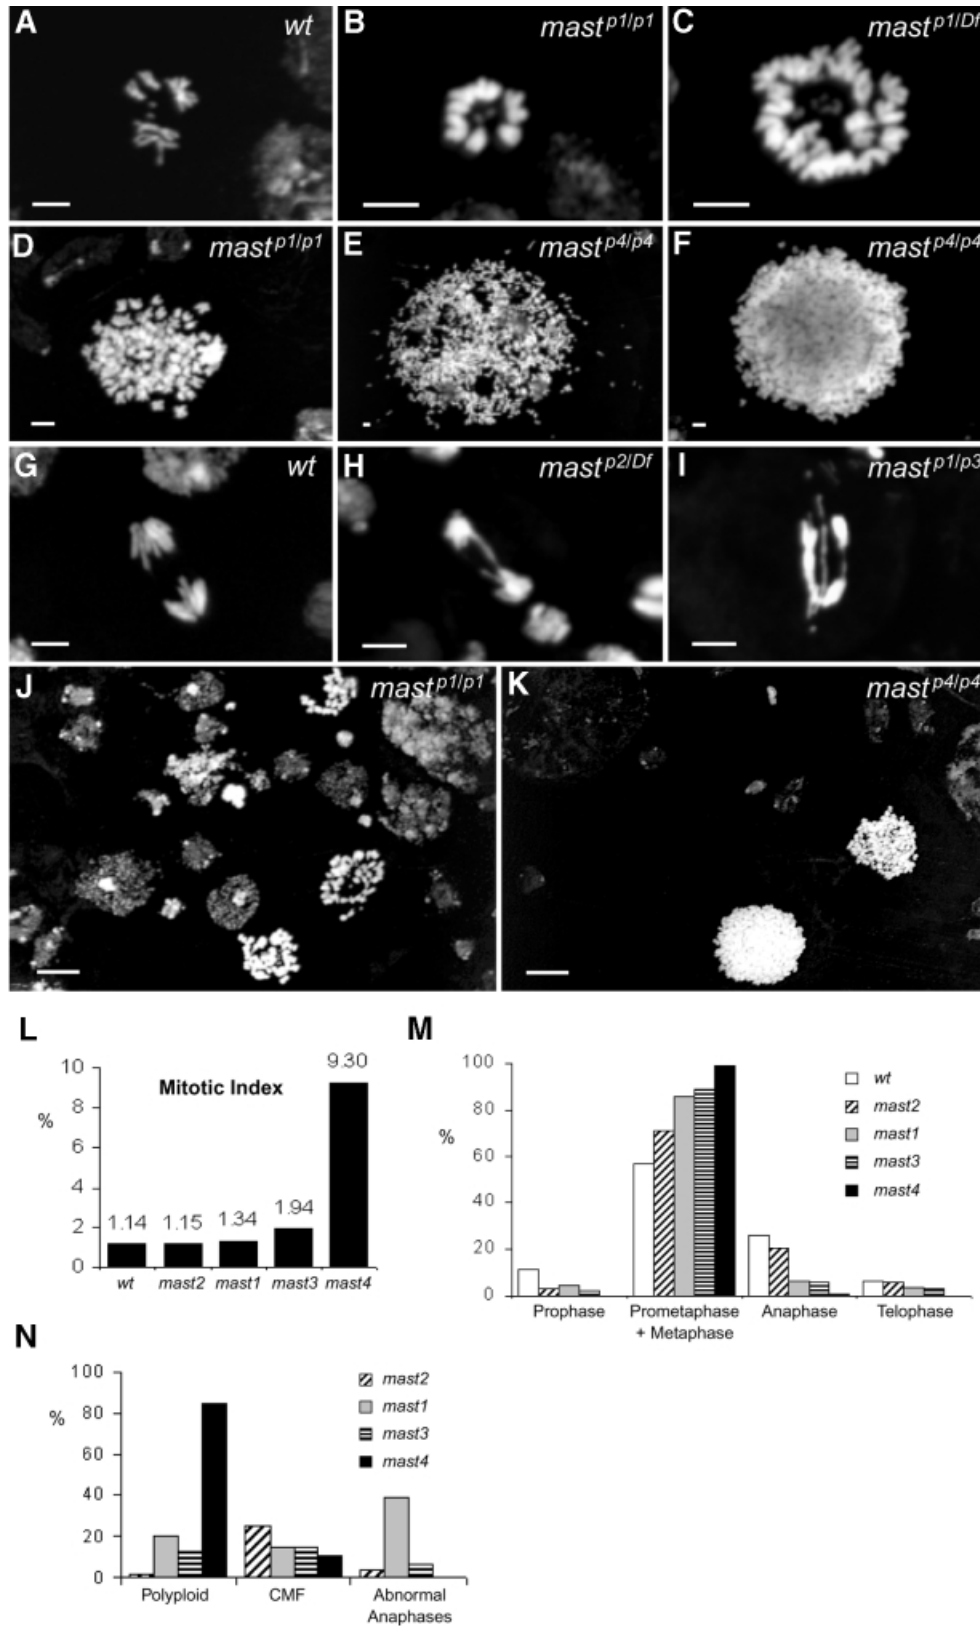 A wt
B mast p1/p1
C mast p1/Df
D mast p1/p1
E mast p4/p4
F mast p4/p4
G wt
H mast p2/Df
I mast p1/p3
J mast p1/p1
K mast p4/p4
L
10
8
6
4
2
0
%
Mitotic Index
1.14
1.15
1.34
1.94
9.30
wt mast2 mast1 mast3 mast4
M
100
80
60
40
20
0
%
wt
mast2
mast1
mast3
mast4
Prophase Prometaphase Anaphase Telophase
+ Metaphase
N
100
80
60
40
20
0
%
mast2
mast1
mast3
mast4
Polyploid CMF Abnormal
Anaphases